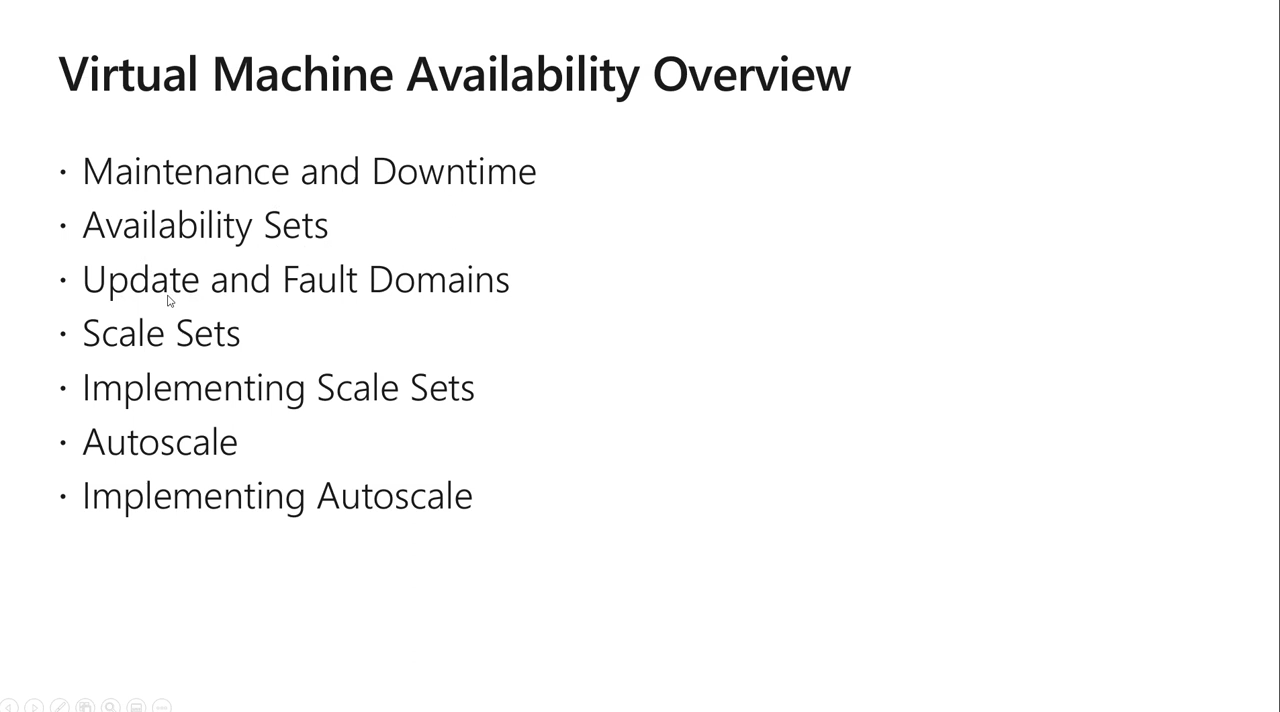 Virtual Machine Availability Overview
· Maintenance and Downtime
· Availability Sets
· Update and Fault Domains
· Scale Sets
· Implementing Scale Sets
· Autoscale
· Implementing Autoscale